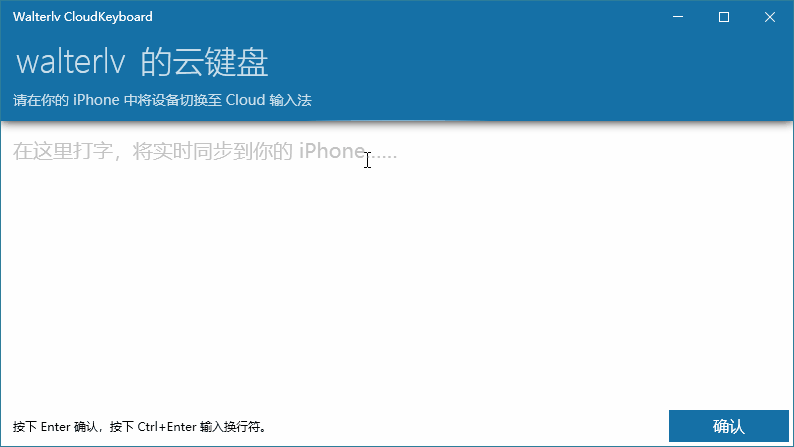 Walterlv CloudKeyboard
walterlv 的云键盘
请在你的 iPhone 中将设备切换至 Cloud 输入法
在这里打字，将实时同步到你的 iPhone……
按下 Enter 确认，按下 Ctrl+Enter 输入换行符。
确认